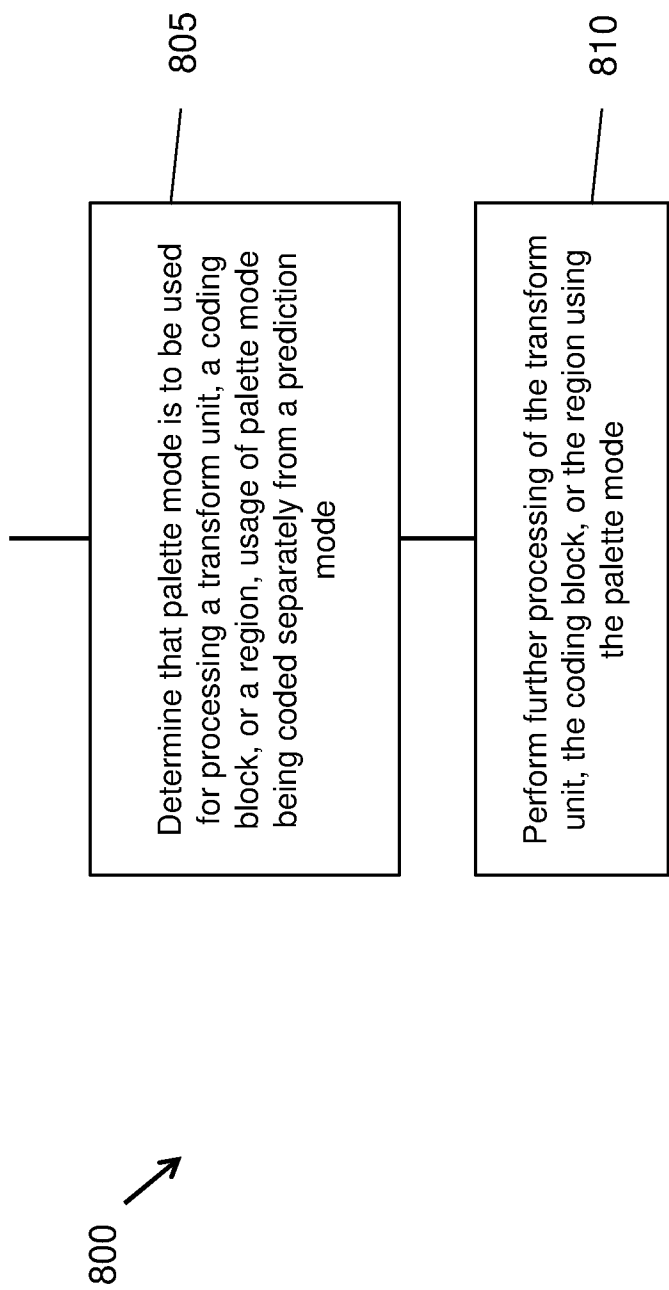 800
805
Determine that palette mode is to be used
for processing a transform unit, a coding
block, or a region, usage of palette mode
being coded separately from a prediction
mode
810
Perform further processing of the transform
unit, the coding block, or the region using
the palette mode